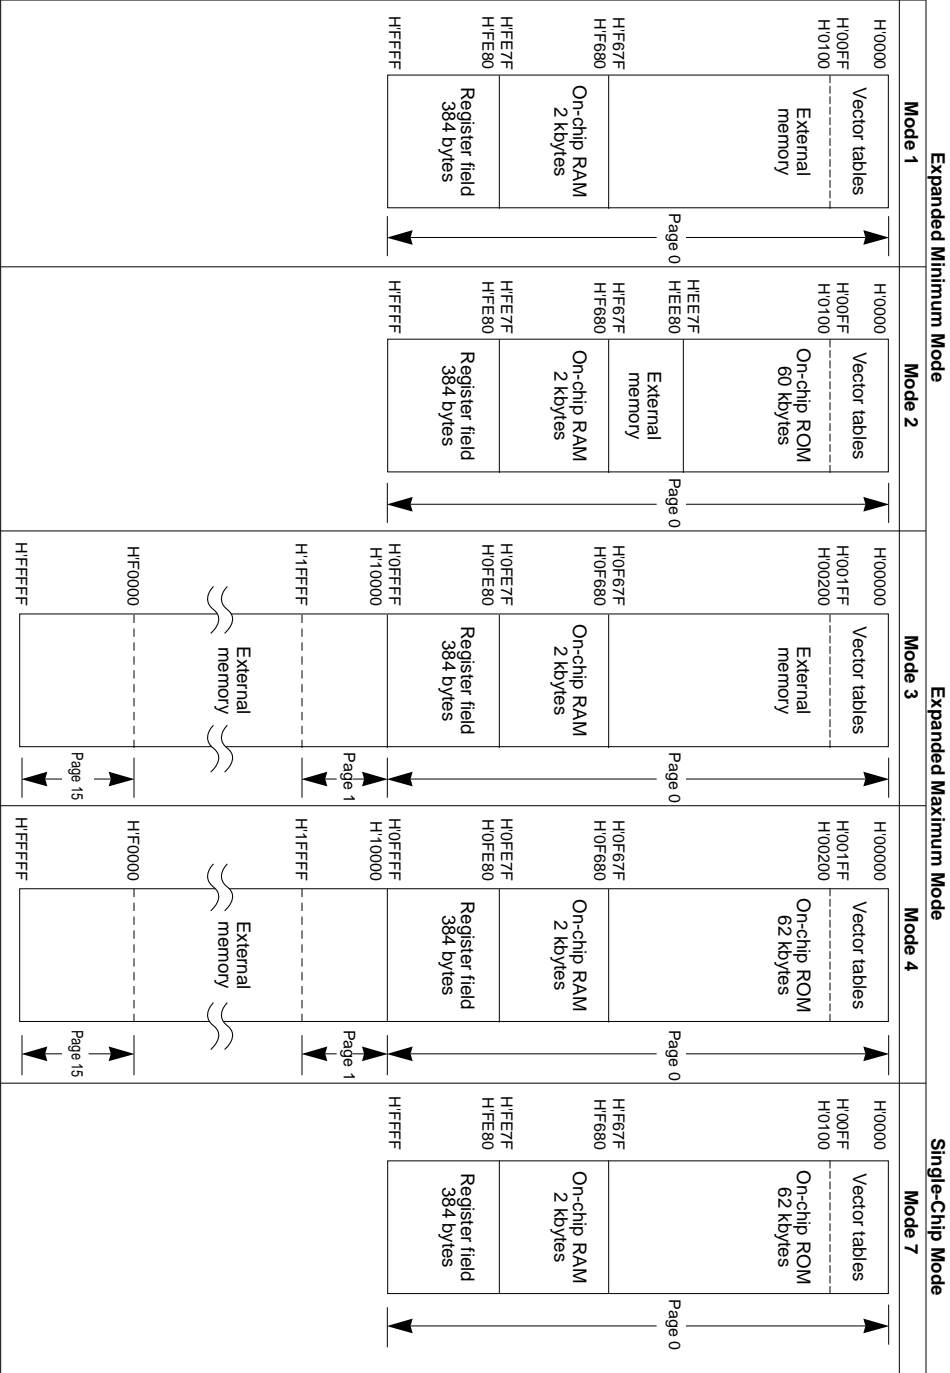 Expanded Minimum Mode
Mode 1
H'0000
H'00FF
H'0100
H'F67F
H'F680
H'FE7F
H'FE80
H'FFFF
Vector tables
External
memory
On-chip RAM
2 kbytes
Register field
384 bytes
Page 0
Mode 2
H'0000
H'00FF
H'0100
H'EE7F
H'EE80
H'F67F
H'F680
H'FE7F
H'FE80
H'FFFF
Vector tables
On-chip ROM
60 kbytes
External
memory
On-chip RAM
2 kbytes
Register field
384 bytes
Page 0
Expanded Maximum Mode
Mode 3
H'00000
H'001FF
H'00200
H'0F67F
H'0F680
H'0FE7F
H'0FE80
H'0FFFF
H'10000
H'1FFFF
H'F0000
H'FFFFF
Vector tables
External
memory
On-chip RAM
2 kbytes
Register field
384 bytes
External
memory
Page 0
Page 1
Page 15
Mode 4
H'00000
H'001FF
H'00200
H'0F67F
H'0F680
H'0FE7F
H'0FE80
H'0FFFF
H'10000
H'1FFFF
H'F0000
H'FFFFF
Vector tables
On-chip ROM
62 kbytes
On-chip RAM
2 kbytes
Register field
384 bytes
External
memory
Page 0
Page 1
Page 15
Single-Chip Mode
Mode 7
H'0000
H'00FF
H'0100
H'F67F
H'F680
H'FE7F
H'FE80
H'FFFF
Vector tables
On-chip ROM
62 kbytes
On-chip RAM
2 kbytes
Register field
384 bytes
Page 0